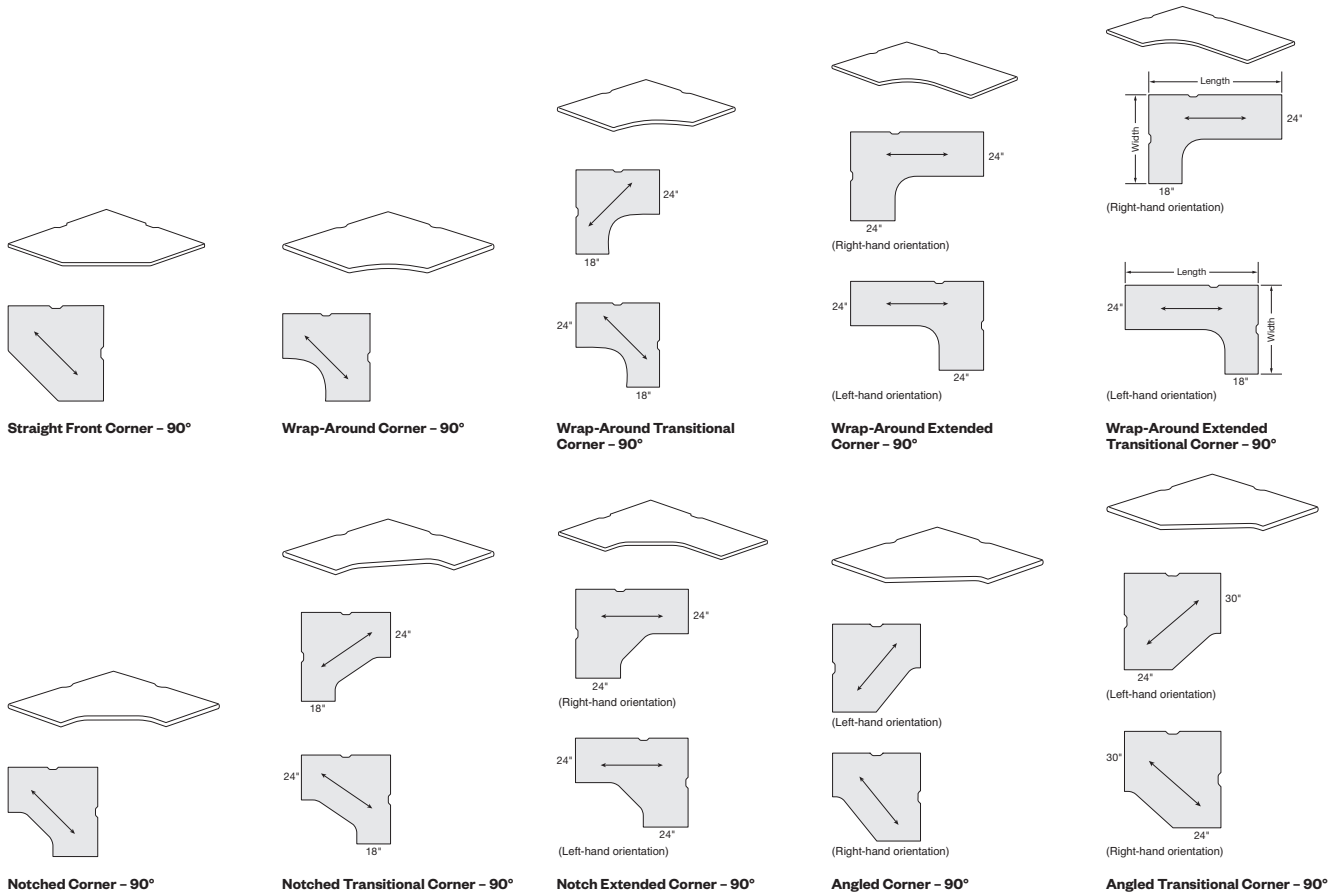 24"
18"
24"
18"
Straight Front Corner – 90°
Wrap-Around Corner – 90°
Wrap-Around Transitional
Corner – 90°
24"
24"
(Right-hand orientation)
24"
24"
(Left-hand orientation)
Wrap-Around Extended
Corner – 90°
Length
Width
24"
18"
(Right-hand orientation)
Length
24"
Width
18"
(Left-hand orientation)
Wrap-Around Extended
Transitional Corner – 90°
Notched Corner – 90°
24"
18"
24"
18"
Notched Transitional Corner – 90°
24"
24"
(Right-hand orientation)
24"
24"
(Left-hand orientation)
Notch Extended Corner – 90°
(Left-hand orientation)
(Right-hand orientation)
Angled Corner – 90°
30"
24"
(Left-hand orientation)
30"
24"
(Right-hand orientation)
Angled Transitional Corner – 90°